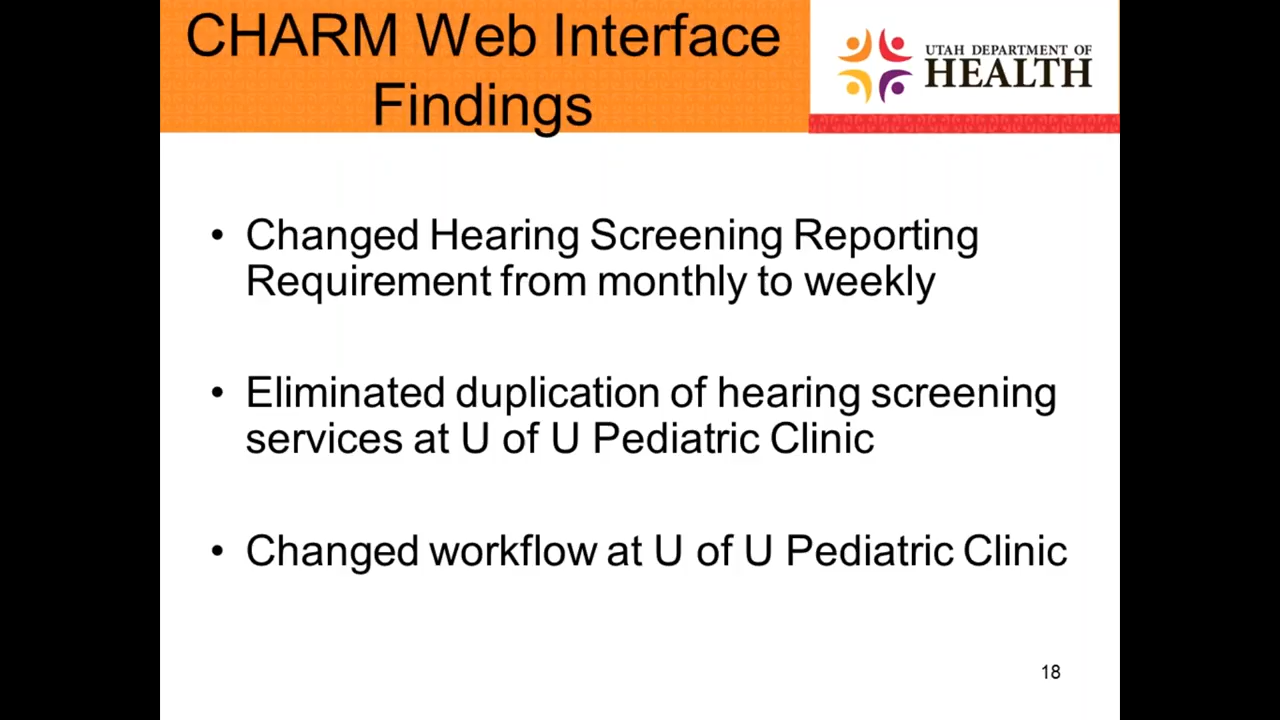 CHARM Web Interface
Findings
UTAH DEPARTMENT OF
HEALTH
• Changed Hearing Screening Reporting
Requirement from monthly to weekly
• Eliminated duplication of hearing screening
services at U of U Pediatric Clinic
• Changed workflow at U of U Pediatric Clinic
18